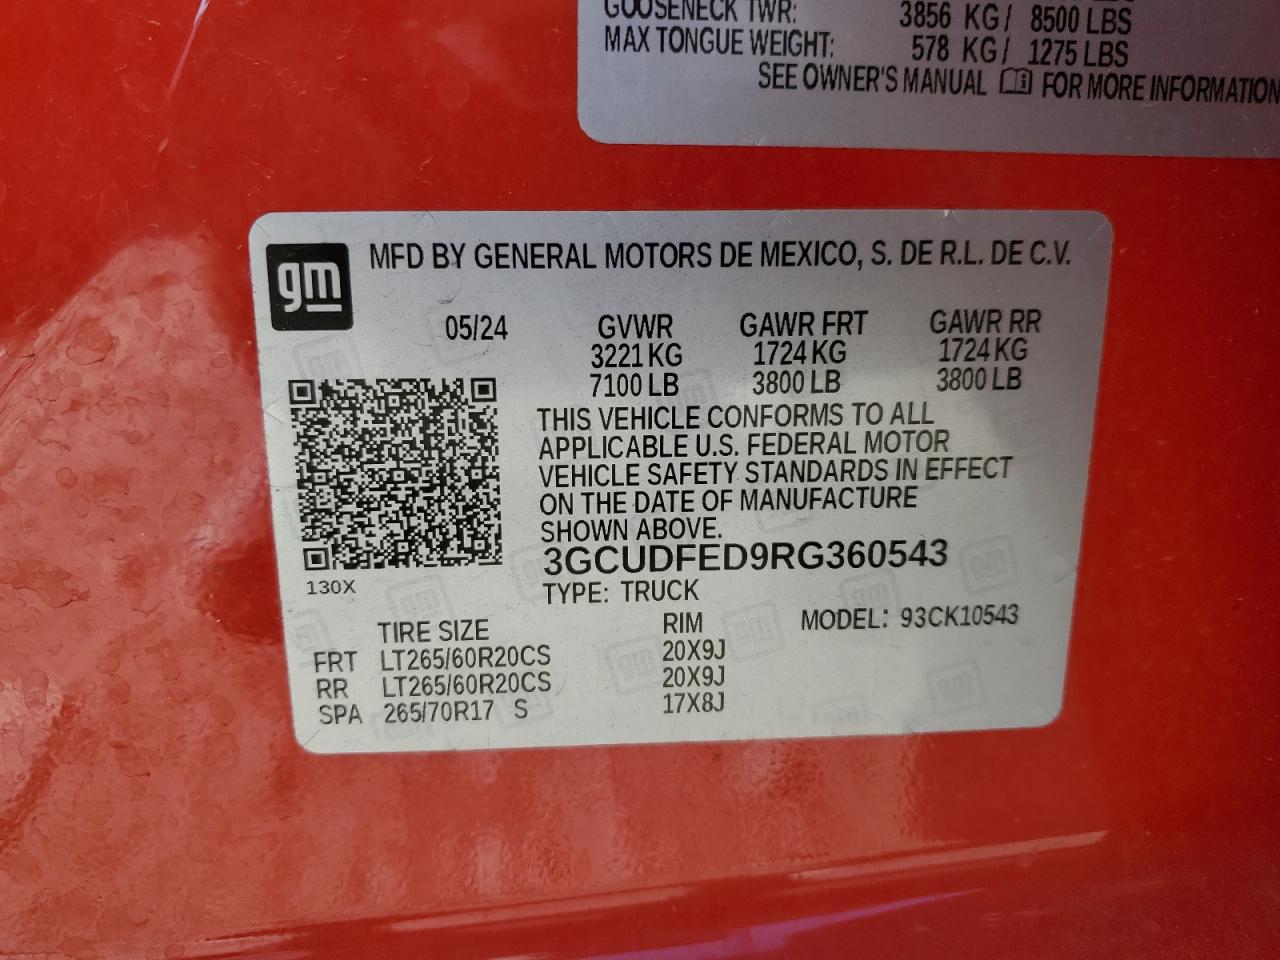 GOOSENECK TWR: 3856 KG/ 8500 LBS
MAX TONGUE WEIGHT: 578 KG/ 1275 LBS
SEE OWNER'S MANUAL FOR MORE INFORMATION
gm
MFD BY GENERAL MOTORS DE MEXICO, S. DE R.L. DE C.V.
05/24 GVWR GAWR FRT GAWR RR
3221 KG 1724 KG 1724 KG
7100 LB 3800 LB 3800 LB
THIS VEHICLE CONFORMS TO ALL
APPLICABLE U.S. FEDERAL MOTOR
VEHICLE SAFETY STANDARDS IN EFFECT
ON THE DATE OF MANUFACTURE
SHOWN ABOVE.
3GCUDFED9RG360543
130X
TYPE: TRUCK
TIRE SIZE RIM MODEL: 93CK10543
FRT LT265/60R20CS 20X9J
RR LT265/60R20CS 20X9J
SPA 265/70R17 S 17X8J